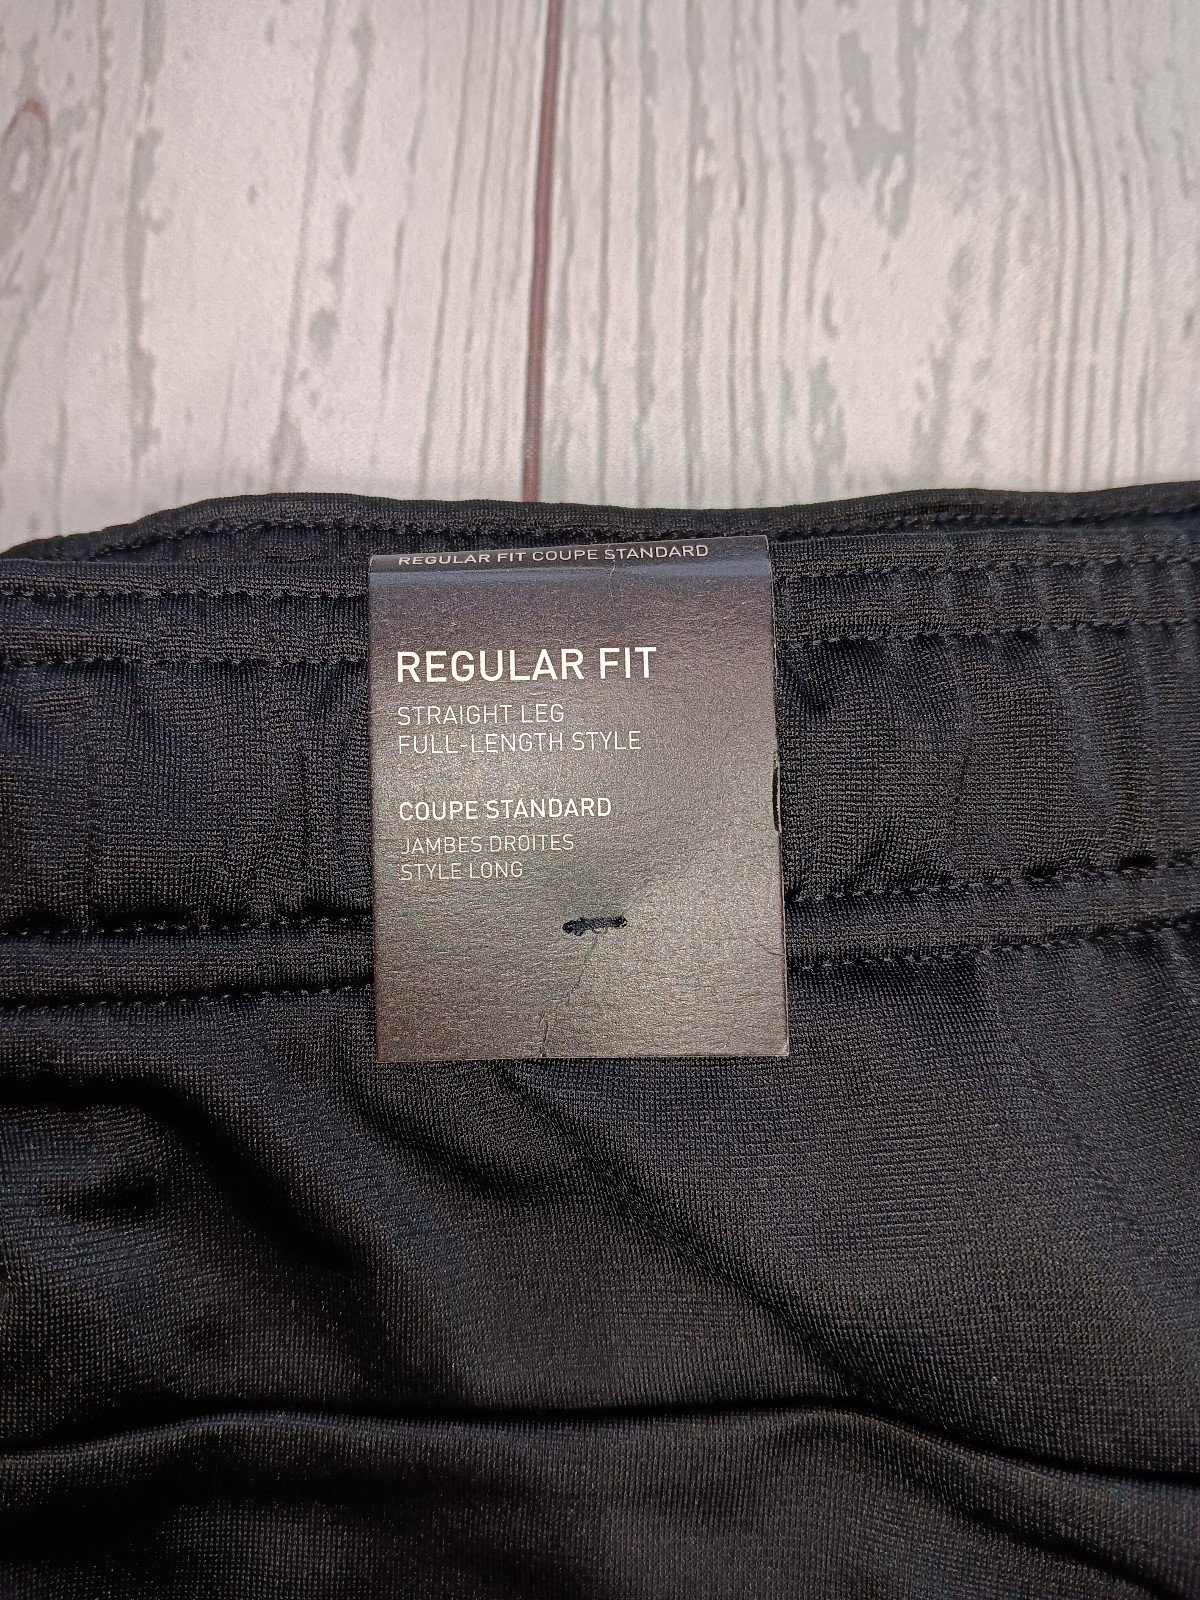 REGULAR FIT COUPE STANDARD
REGULAR FIT
STRAIGHT LEG
FULL-LENGTH STYLE
COUPE STANDARD
JAMBES DROITES
STYLE LONG